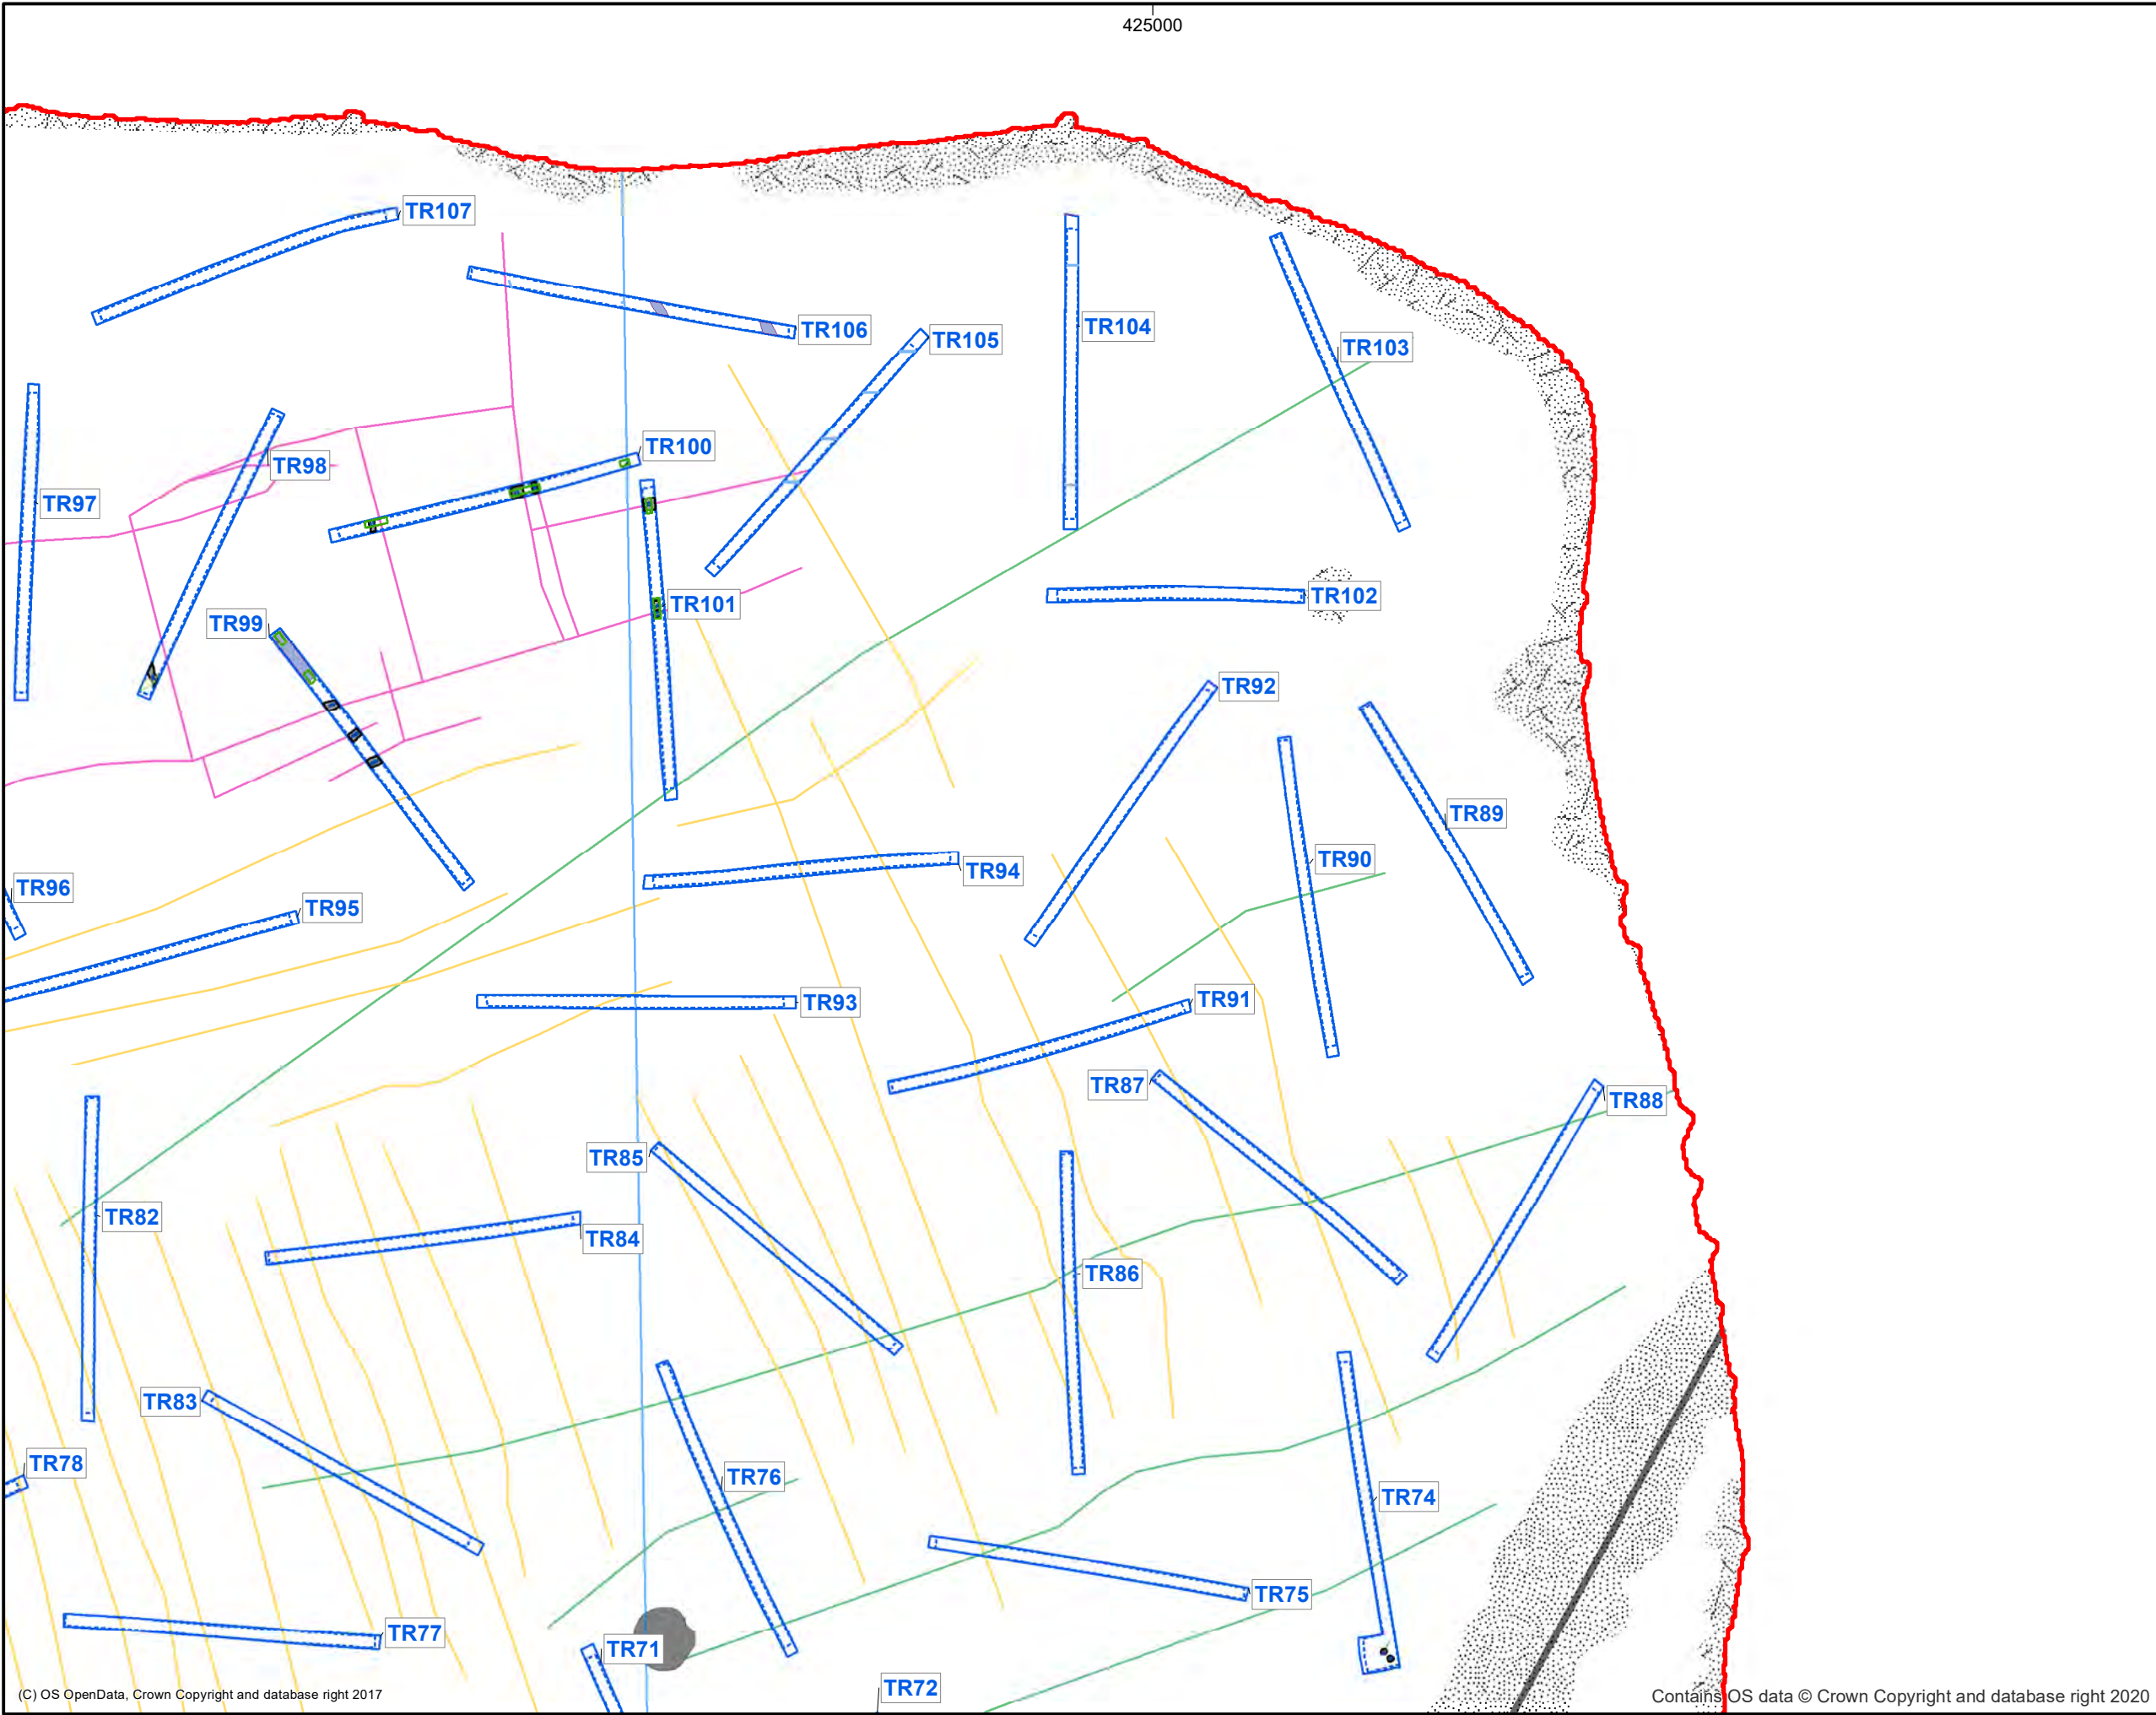 425000
TR107
TR106
TR105
TR104
TR103
TR100
TR98
TR97
TR101
TR102
TR99
TR92
TR89
TR90
TR94
TR96
TR95
TR93
TR91
TR87
TR88
TR85
TR82
TR84
TR86
TR83
TR78
TR76
TR74
TR75
TR77
TR71
TR72
(C) OS OpenData, Crown Copyright and database right 2017
Contains OS data © Crown Copyright and database right 2020